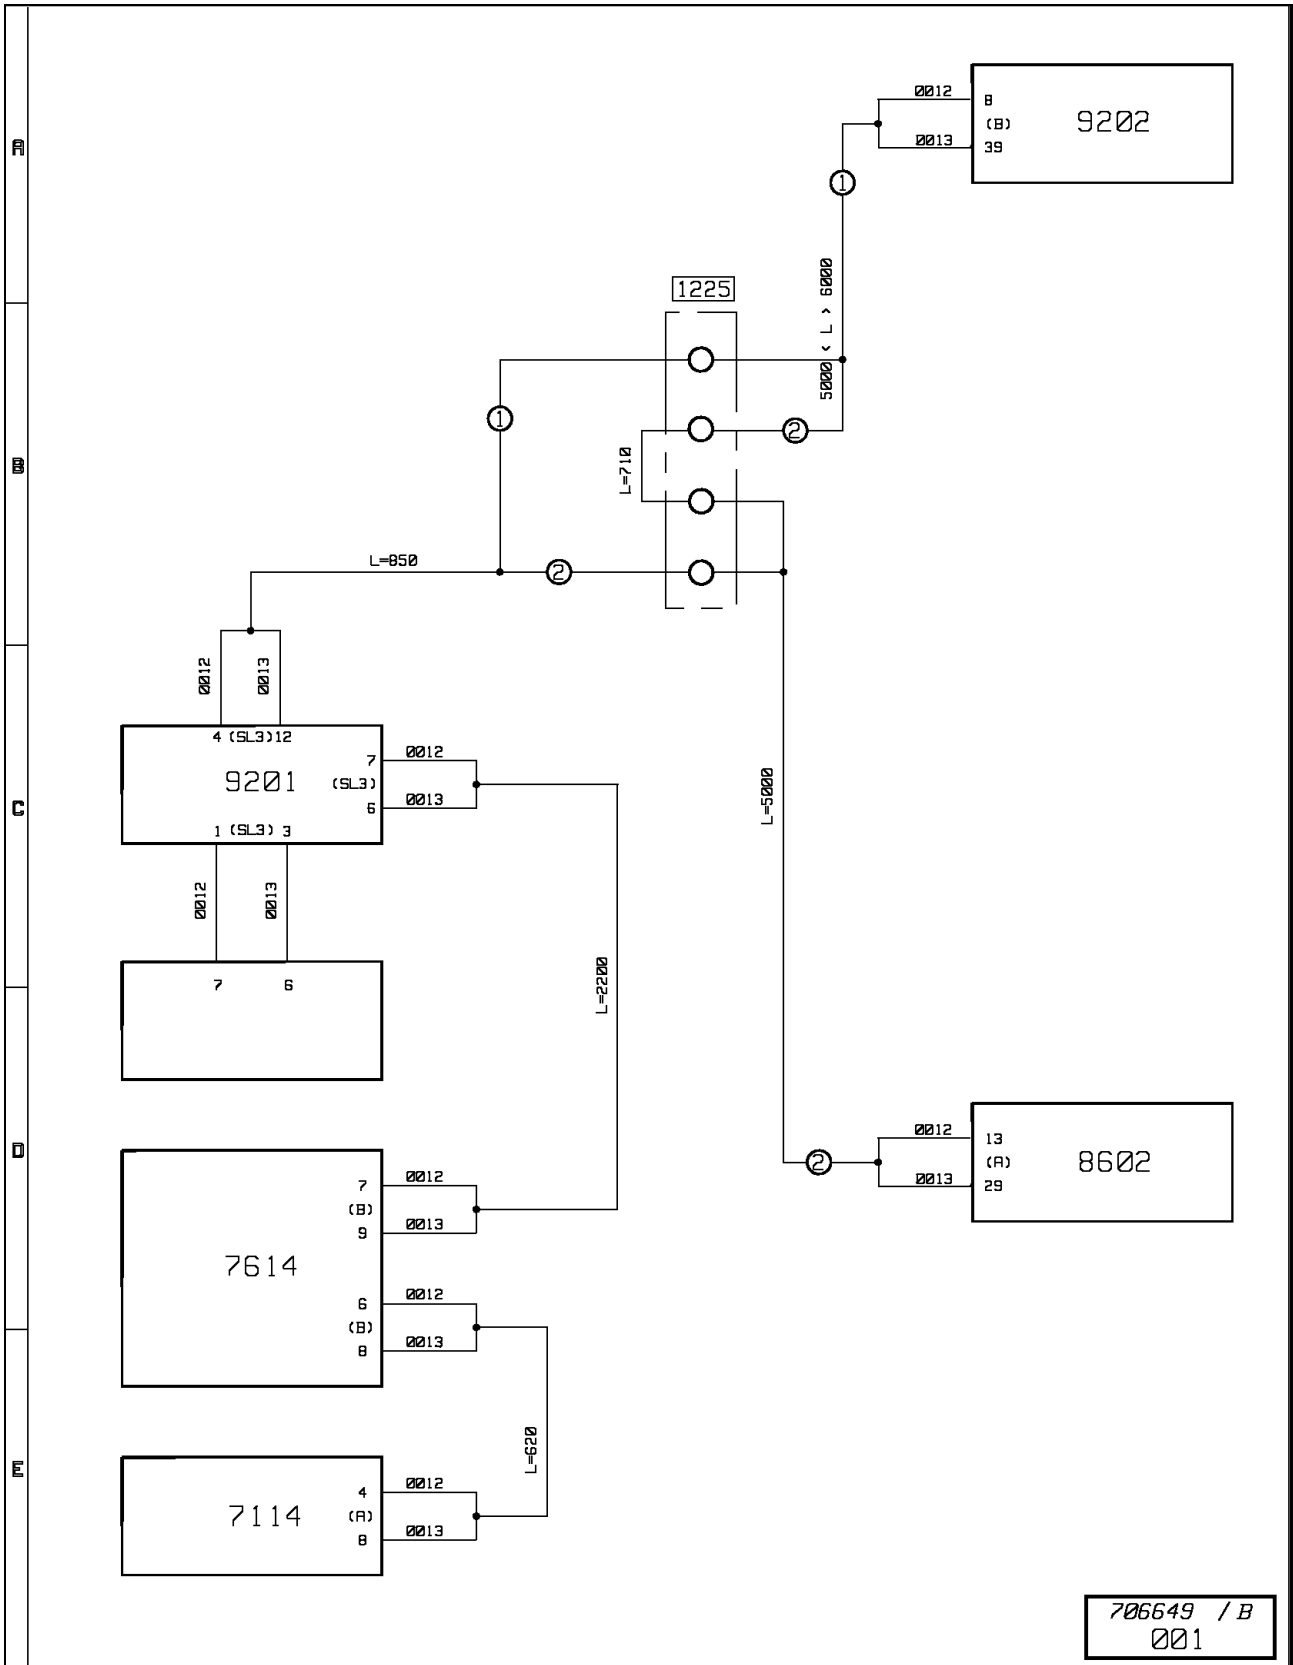 0012
8
9202
(B)
A
0013
39
1
5000 < L > 6000
1225
1
2
B
L=710
L=850
2
0012
0013
4 (SL3) 12
7
0012
9201
(SL3)
L=5000
C
6
0013
1 (SL3) 3
0012
0013
7
6
L=2200
0012
13
D
2
(A)
8602
0013
29
7
0012
(B)
9
0013
7614
6
0012
(B)
8
0013
L=620
E
4
0012
7114
(A)
8
0013
706649 / B
001